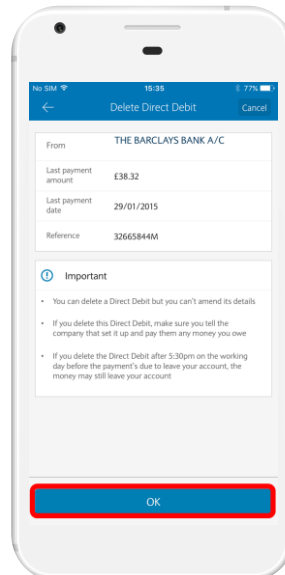 No SIM 15:35 77%
Delete Direct Debit Cancel
From THE BARCLAYS BANK A/C
Last payment
amount £38.32
Last payment
date 29/01/2015
Reference 32665844M
Important
• You can delete a Direct Debit but you can't amend its details
• If you delete this Direct Debit, make sure you tell the
company that set it up and pay them any money you owe
• If you delete the Direct Debit after 5:30pm on the working
day before the payment's due to leave your account, the
money may still leave your account
OK